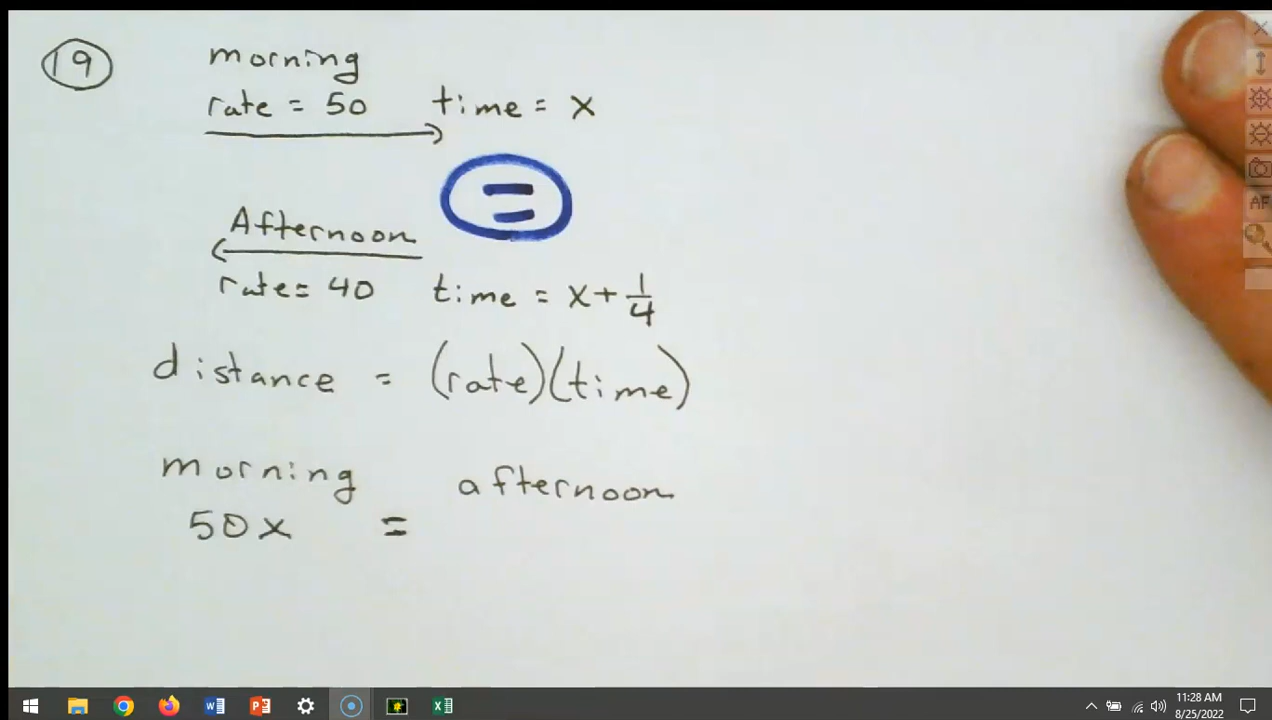 19
morning
rate = 50 time = x
=
Afternoon
rate = 40 time = x + 1/4
distance = (rate)(time)
morning afternoon
50x =
AF
11:28 AM
8/25/2022